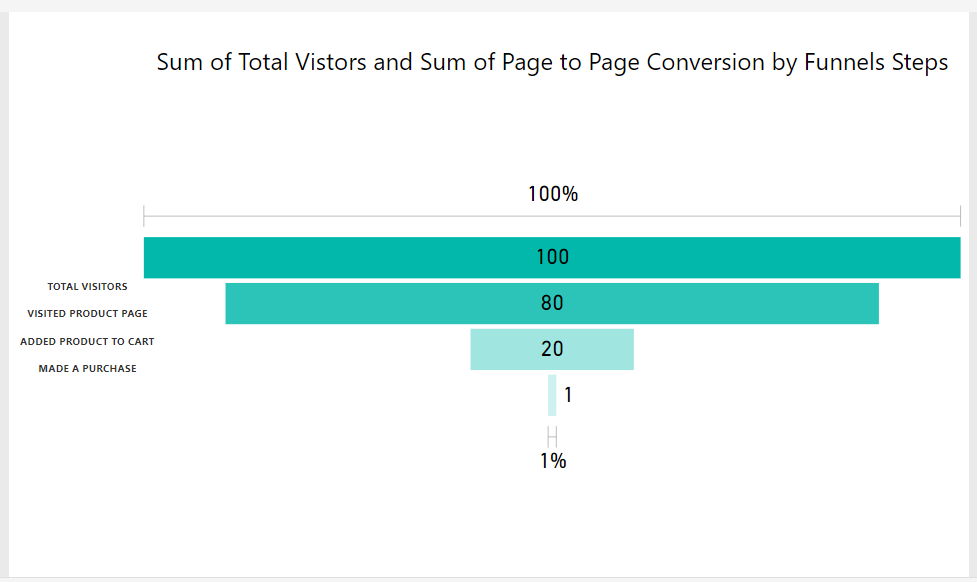 Sum of Total Vistors and Sum of Page to Page Conversion by Funnels Steps
100%
100
TOTAL VISITORS
80
VISITED PRODUCT PAGE
ADDED PRODUCT TO CART
20
MADE A PURCHASE
1
1%